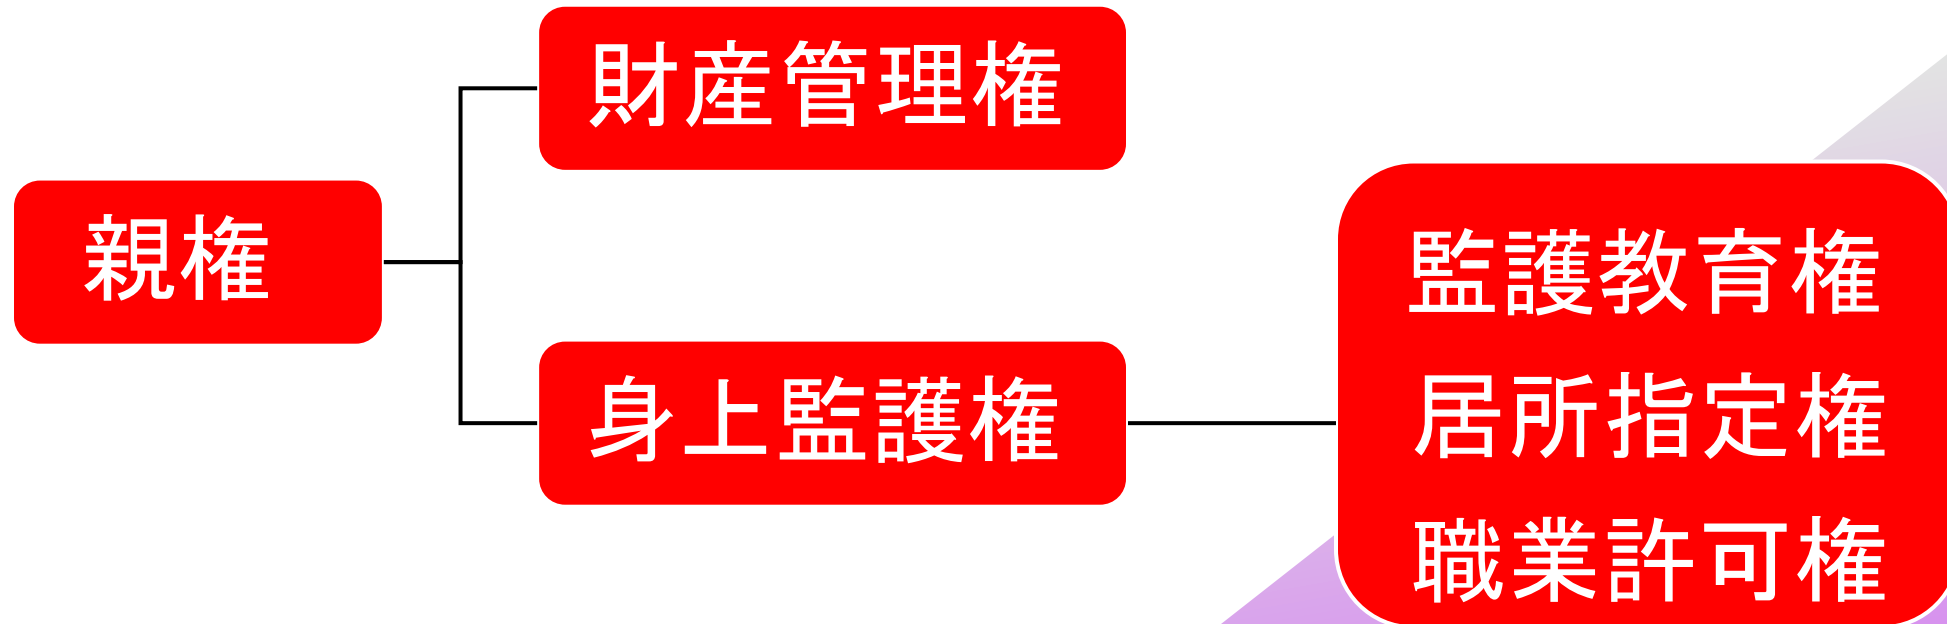 親権
財産管理権
身上監護権
監護教育権
居所指定権
職業許可権